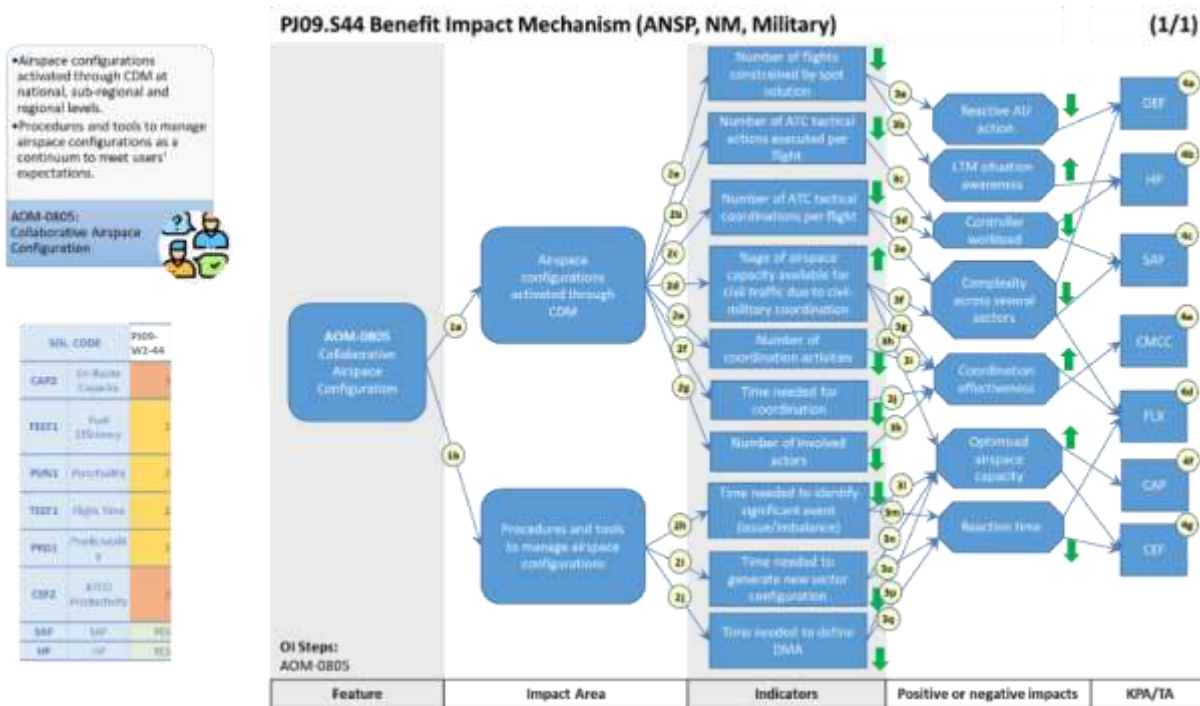 PJ09.S44 Benefit Impact Mechanism (ANSP, NM, Military)
(1/1)
•Airspace configurations
activated through CDM at
national, sub-regional and
regional levels.
•Procedures and tools to manage
airspace configurations as a
continuum to meet users'
expectations.
AOM-0805:
Collaborative Airspace
Configuration
SOL. CODE
PJ09-
W2-44
CAP2
En-Route
Capacity
FEFF1
Fuel
Efficiency
PUN1
Punctuality
TEFF1
Flight Time
PRD1
Predictabilit
y
CEF2
ATCO
Productivity
SAF
SAF
HP
HP
AOM-0805
Collaborative
Airspace
Configuration
1a
1b
Airspace
configurations
activated through
CDM
Procedures and tools
to manage airspace
configurations
2a
2b
2c
2d
2e
2f
2g
2h
2i
2j
Number of flights
constrained by spot
solution
Number of ATC tactical
actions executed per
flight
Number of ATC tactical
coordinations per flight
%age of airspace
capacity available for
civil traffic due to civil-
military coordination
Number of
coordination activities
Time needed for
coordination
Number of involved
actors
Time needed to identify
significant event
(issue/imbalance)
Time needed to
generate new sector
configuration
Time needed to define
DMA
3a
3b
3c
3d
3e
3f
3g
3h
3i
3j
3k
3l
3m
3n
3o
3p
3q
Reactive AU
action
LTM situation
awareness
Controller
workload
Complexity
across several
sectors
Coordination
effectiveness
Optimised
airspace
capacity
Reaction time
OEF
4a
HP
4b
SAF
4c
CMCC
FLX
4d
CAP
4f
CEF
4g
OI Steps:
AOM-0805
Feature
Impact Area
Indicators
Positive or negative impacts
KPA/TA